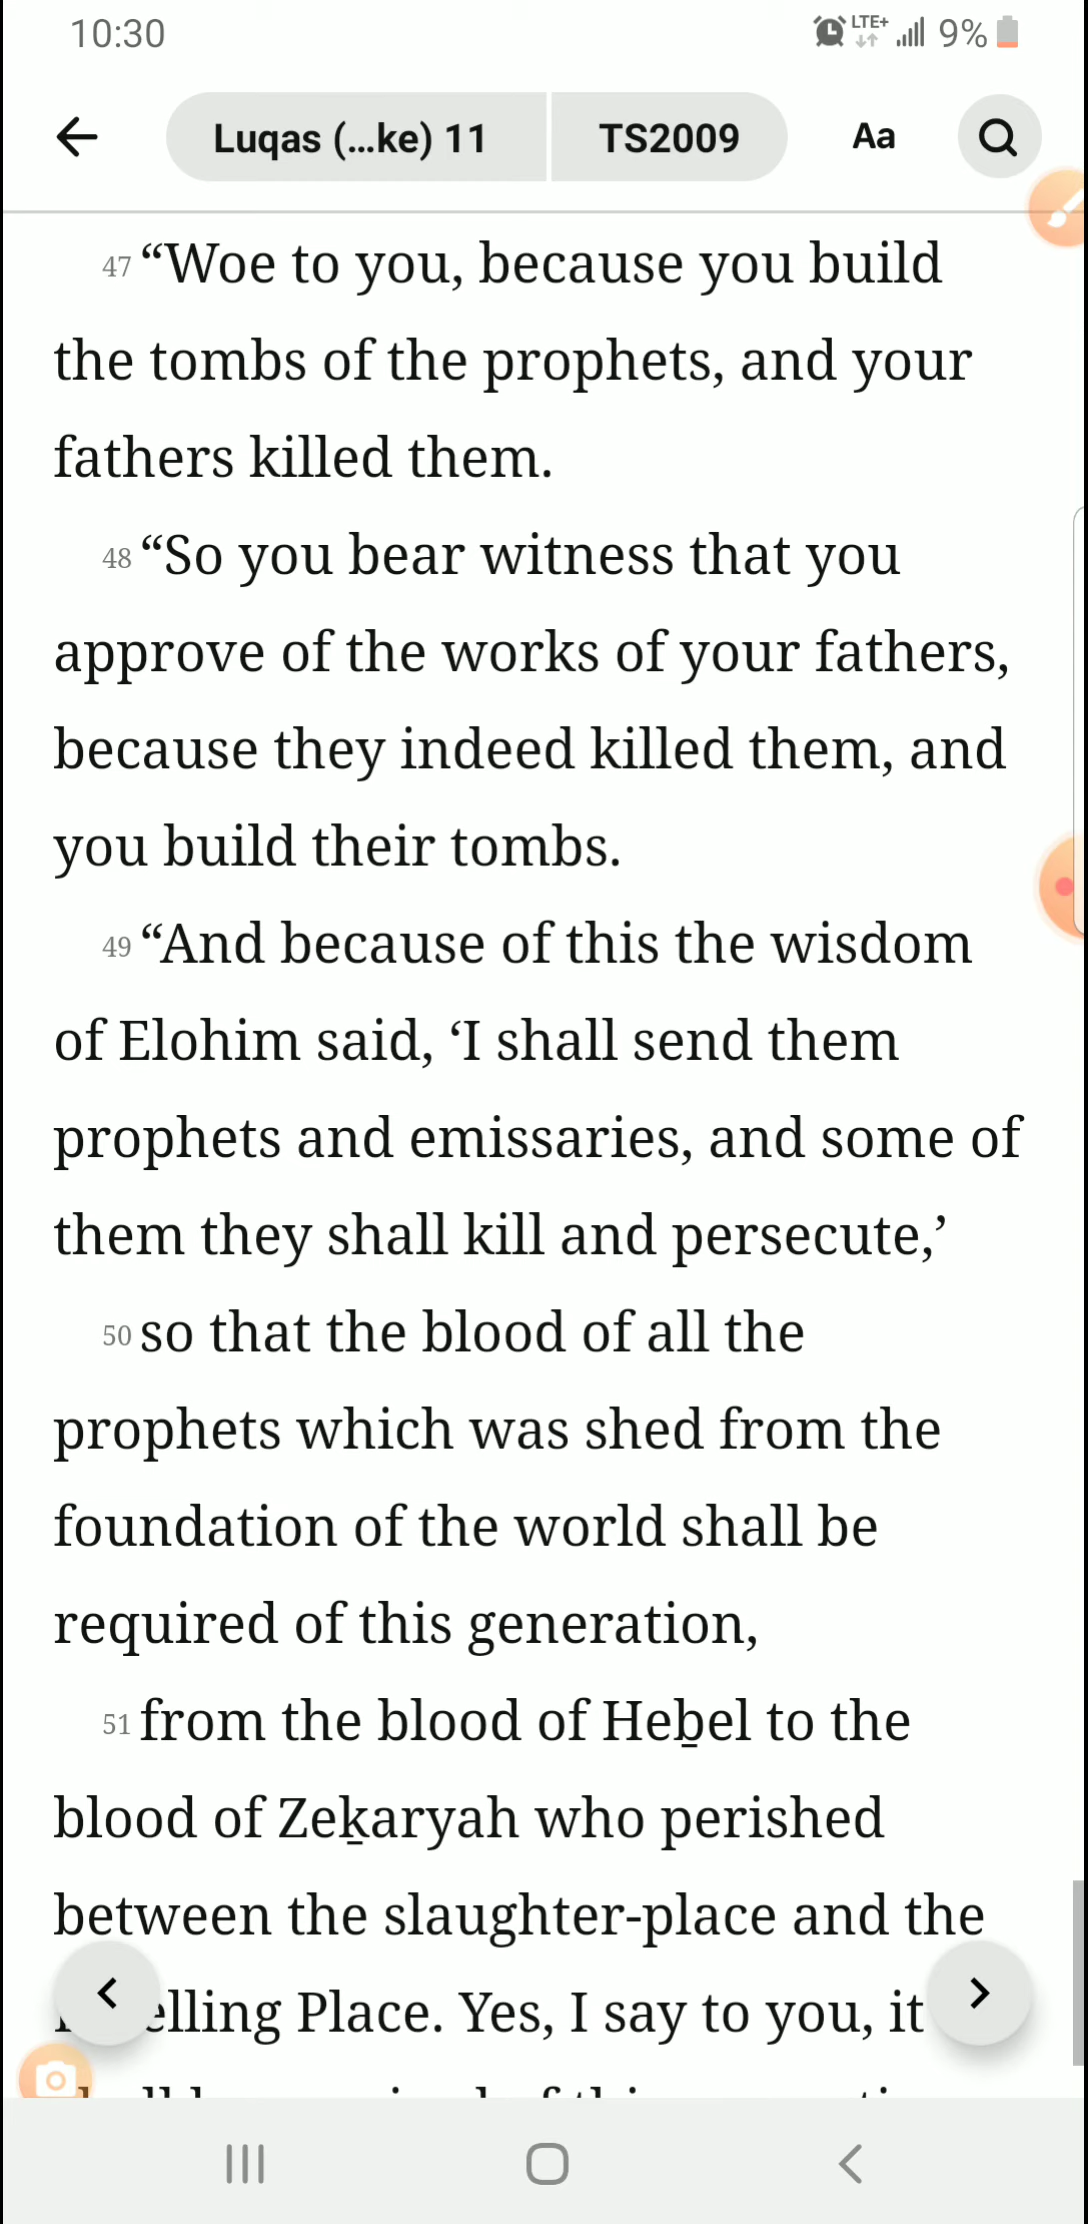 10:30 LTE+ 9%
Luqas (...ke) 11 TS2009 Aa
47 “Woe to you, because you build
the tombs of the prophets, and your
fathers killed them.
48 “So you bear witness that you
approve of the works of your fathers,
because they indeed killed them, and
you build their tombs.
49 “And because of this the wisdom
of Elohim said, ‘I shall send them
prophets and emissaries, and some of
them they shall kill and persecute,’
50 so that the blood of all the
prophets which was shed from the
foundation of the world shall be
required of this generation,
51 from the blood of Heḇel to the
blood of Zeḵaryah who perished
between the slaughter-place and the
Place. Yes, I say to you, it